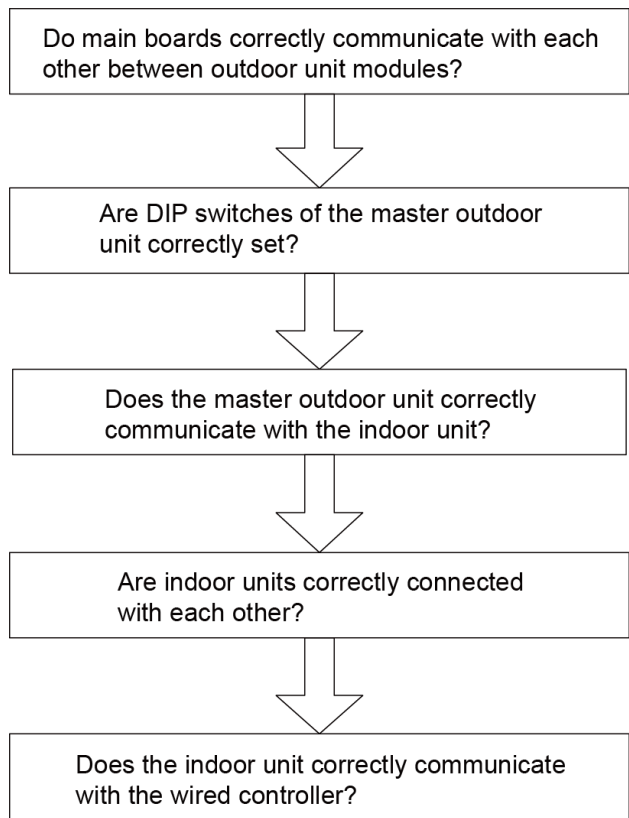 Do main boards correctly communicate with each
other between outdoor unit modules?
Are DIP switches of the master outdoor
unit correctly set?
Does the master outdoor unit correctly
communicate with the indoor unit?
Are indoor units correctly connected
with each other?
Does the indoor unit correctly communicate
with the wired controller?